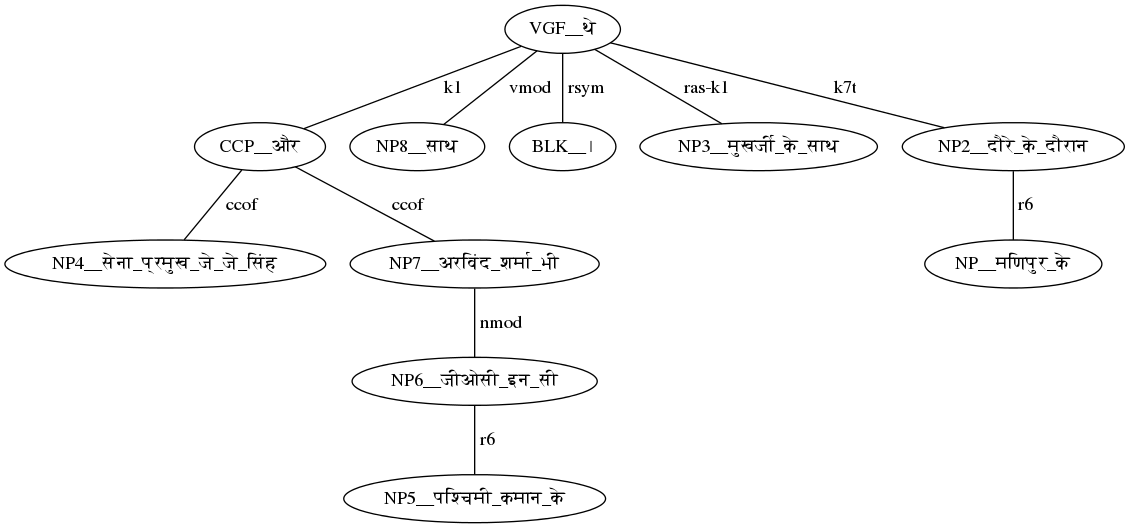 VGF__थे
k1 vmod rsym ras-k1 k7t
CCP__और NP8__साथ BLK__। NP3__मुखर्जी_के_साथ NP2__दौरे_के_दौरान
ccof ccof r6
NP4__सेना_प्रमुख_जे_जे_सिंह NP7__अरविंद_शर्मा_भी NP__मणिपुर_के
nmod
NP6__जीओसी_इन_सी
r6
NP5__पश्चिमी_कमान_के